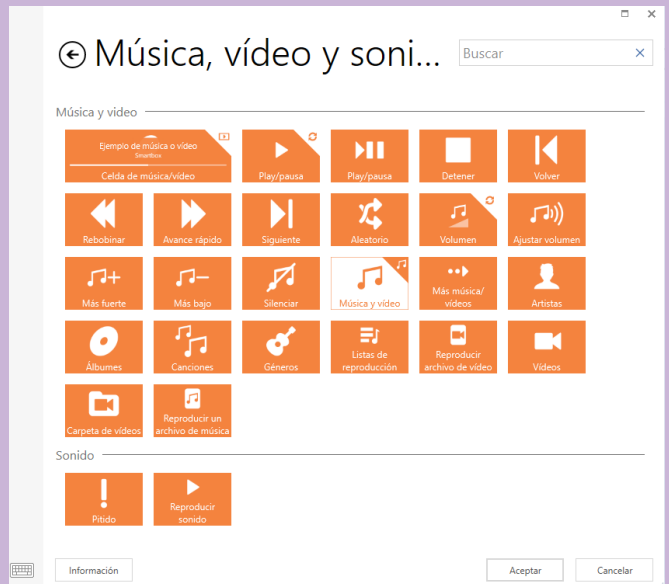 Música, vídeo y soni...
Buscar
Música y video
Ejemplo de música o vídeo
Smartbox
Celda de música/vídeo
Play/pausa
Play/pausa
Detener
Volver
Rebobinar
Avance rápido
Siguiente
Aleatorio
Volumen
Ajustar volumen
Más fuerte
Más bajo
Silenciar
Música y vídeo
Más música/
vídeos
Artistas
Álbumes
Canciones
Géneros
Listas de
reproducción
Reproducir
archivo de vídeo
Vídeos
Carpeta de vídeos
Reproducir un
archivo de música
Sonido
Pitido
Reproducir
sonido
Información
Aceptar
Cancelar